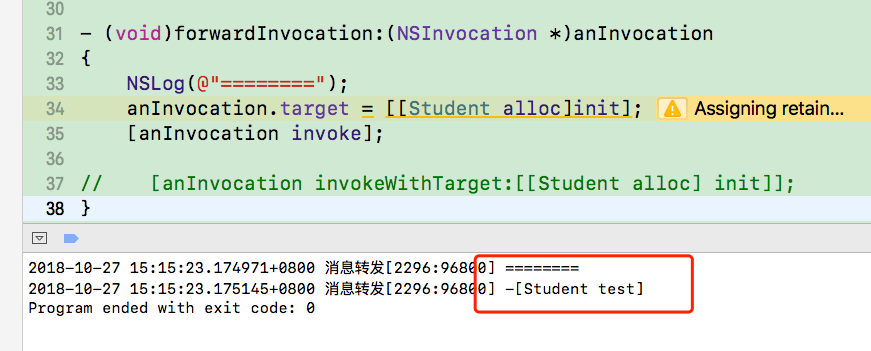 30
31 - (void)forwardInvocation:(NSInvocation *)anInvocation
32 {
33 NSLog(@"========");
34 anInvocation.target = [[Student alloc]init]; Assigning retain...
35 [anInvocation invoke];
36
37 // [anInvocation invokeWithTarget:[[Student alloc] init]];
38 }
2018-10-27 15:15:23.174971+0800 消息转发[2296:96800] ========
2018-10-27 15:15:23.175145+0800 消息转发[2296:96800] -[Student test]
Program ended with exit code: 0